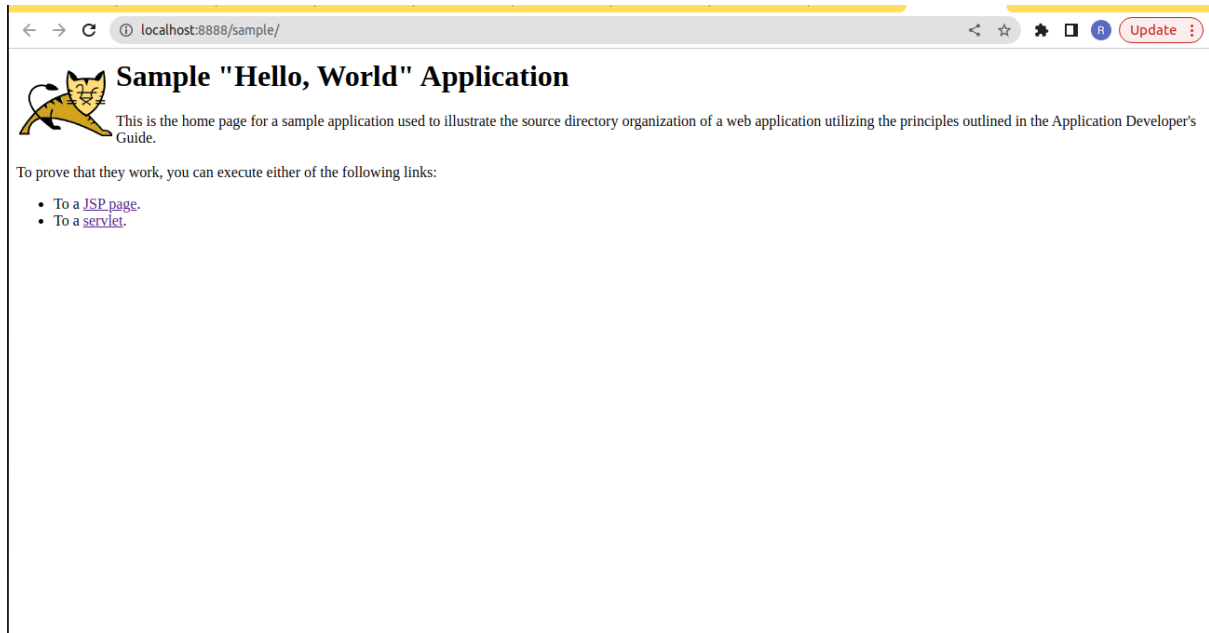 localhost:8888/sample/
R
Update
Sample "Hello, World" Application
This is the home page for a sample application used to illustrate the source directory organization of a web application utilizing the principles outlined in the Application Developer's
Guide.
To prove that they work, you can execute either of the following links:
• To a JSP page.
• To a servlet.